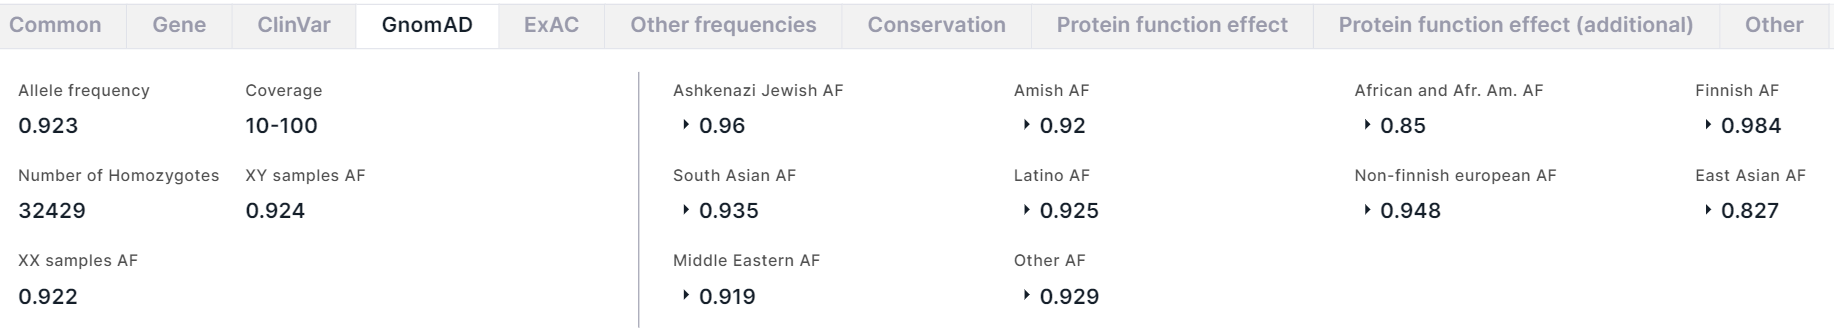 Common Gene ClinVar GnomAD ExAC Other frequencies Conservation Protein function effect Protein function effect (additional) Other
Allele frequency Coverage Ashkenazi Jewish AF Amish AF African and Afr. Am. AF Finnish AF
0.923 10-100 0.96 0.92 0.85 0.984
Number of Homozygotes XY samples AF South Asian AF Latino AF Non-finnish european AF East Asian AF
32429 0.924 0.935 0.925 0.948 0.827
XX samples AF Middle Eastern AF Other AF
0.922 0.919 0.929